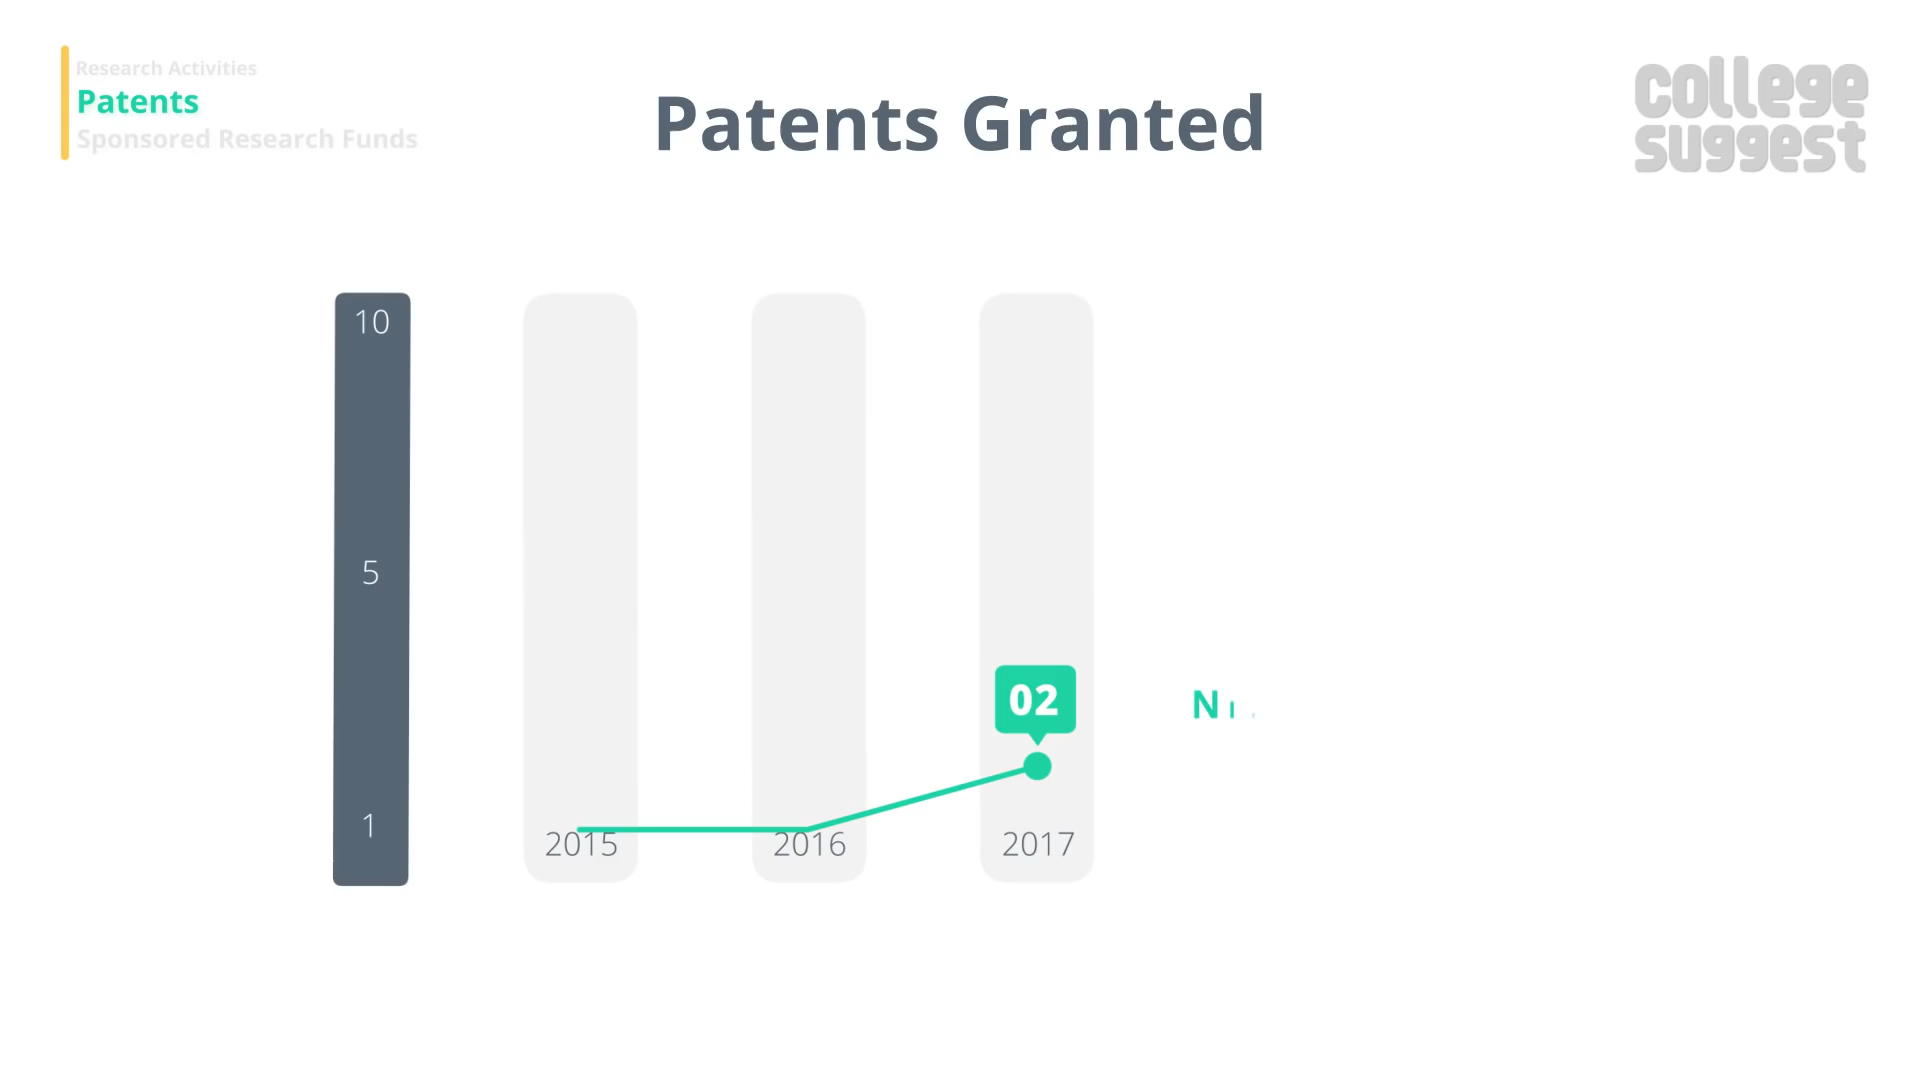 Research Activities
Patents
Sponsored Research Funds
Patents Granted
college
suggest
10
5
1
02
2015
2016
2017